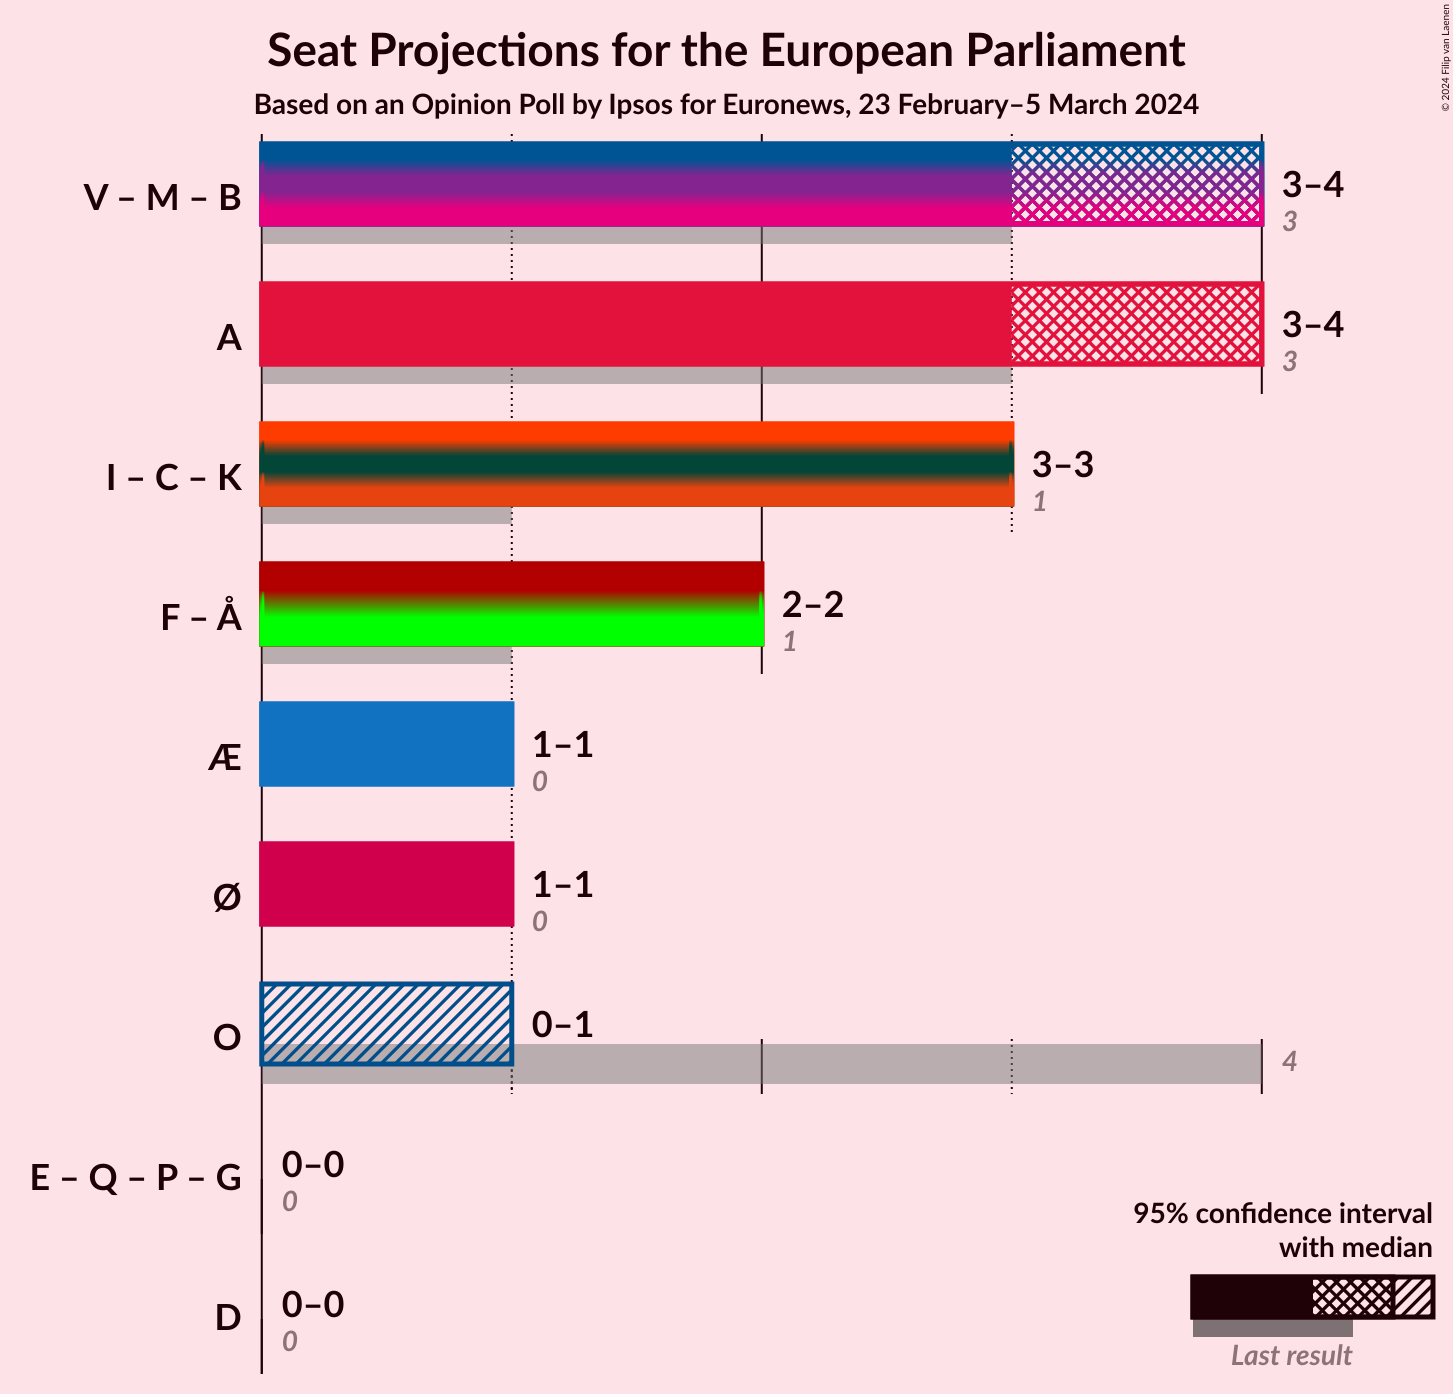 Seat Projections for the European Parliament
Based on an Opinion Poll by Ipsos for Euronews, 23 February–5 March 2024
© 2024 Filip van Laenen
V – M – B
3–4
3
A
3–4
3
I – C – K
3–3
1
F – Å
2–2
1
Æ
1–1
0
Ø
1–1
0
O
0–1
4
E – Q – P – G
0–0
0
D
0–0
0
95% confidence interval
with median
Last result